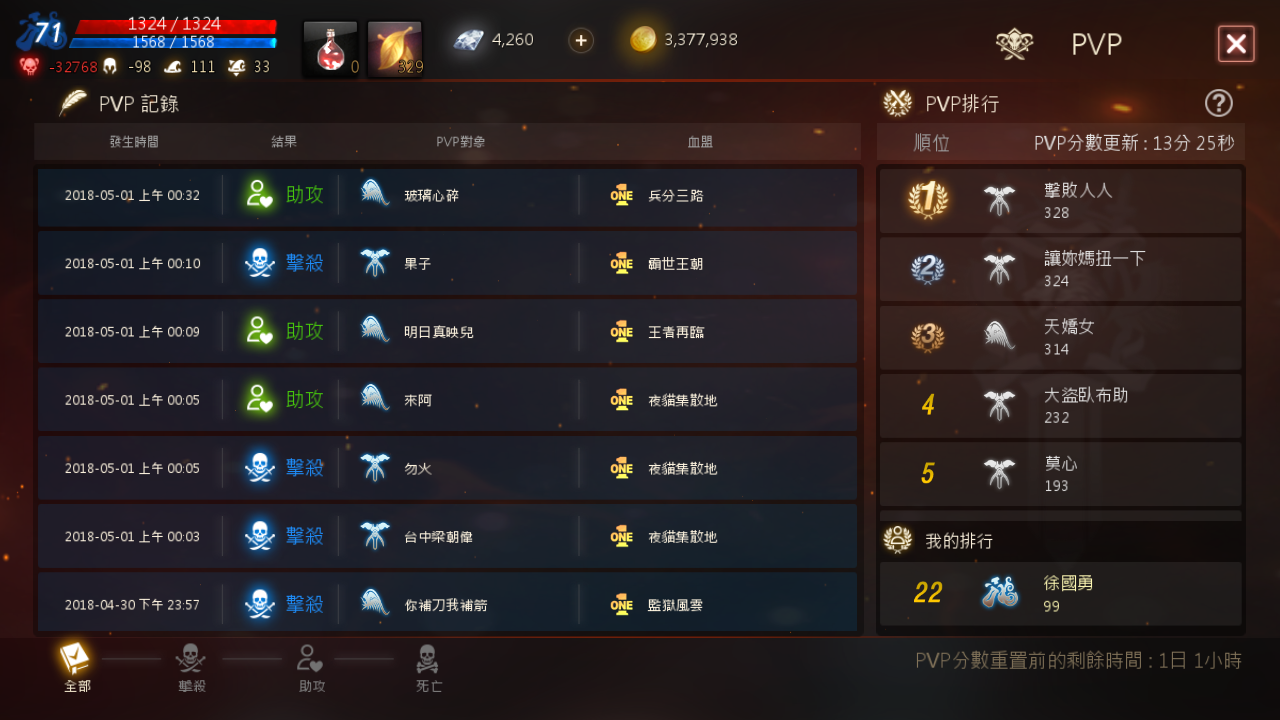 71
1324 / 1324
1568 / 1568
-32768 -98 111 33
0
329
4,260
3,377,938
PVP
PVP 記錄
發生時間 結果 PVP對象 血盟
2018-05-01 上午 00:32 助攻 玻璃心碎 ONE 兵分三路
2018-05-01 上午 00:10 擊殺 果子 ONE 霸世王朝
2018-05-01 上午 00:09 助攻 明日真映兒 ONE 王者再臨
2018-05-01 上午 00:05 助攻 來阿 ONE 夜貓集散地
2018-05-01 上午 00:05 擊殺 勿火 ONE 夜貓集散地
2018-05-01 上午 00:03 擊殺 台中梁朝偉 ONE 夜貓集散地
2018-04-30 下午 23:57 擊殺 你補刀我補箭 ONE 監獄風雲
全部 擊殺 助攻 死亡
PVP排行
?
順位 PVP分數更新 : 13分 25秒
1 擊敗人人
328
2 讓妳媽扭一下
324
3 天嬌女
314
4 大盜臥布助
232
5 莫心
193
我的排行
22 徐國勇
99
PVP分數重置前的剩餘時間 : 1日 1小時